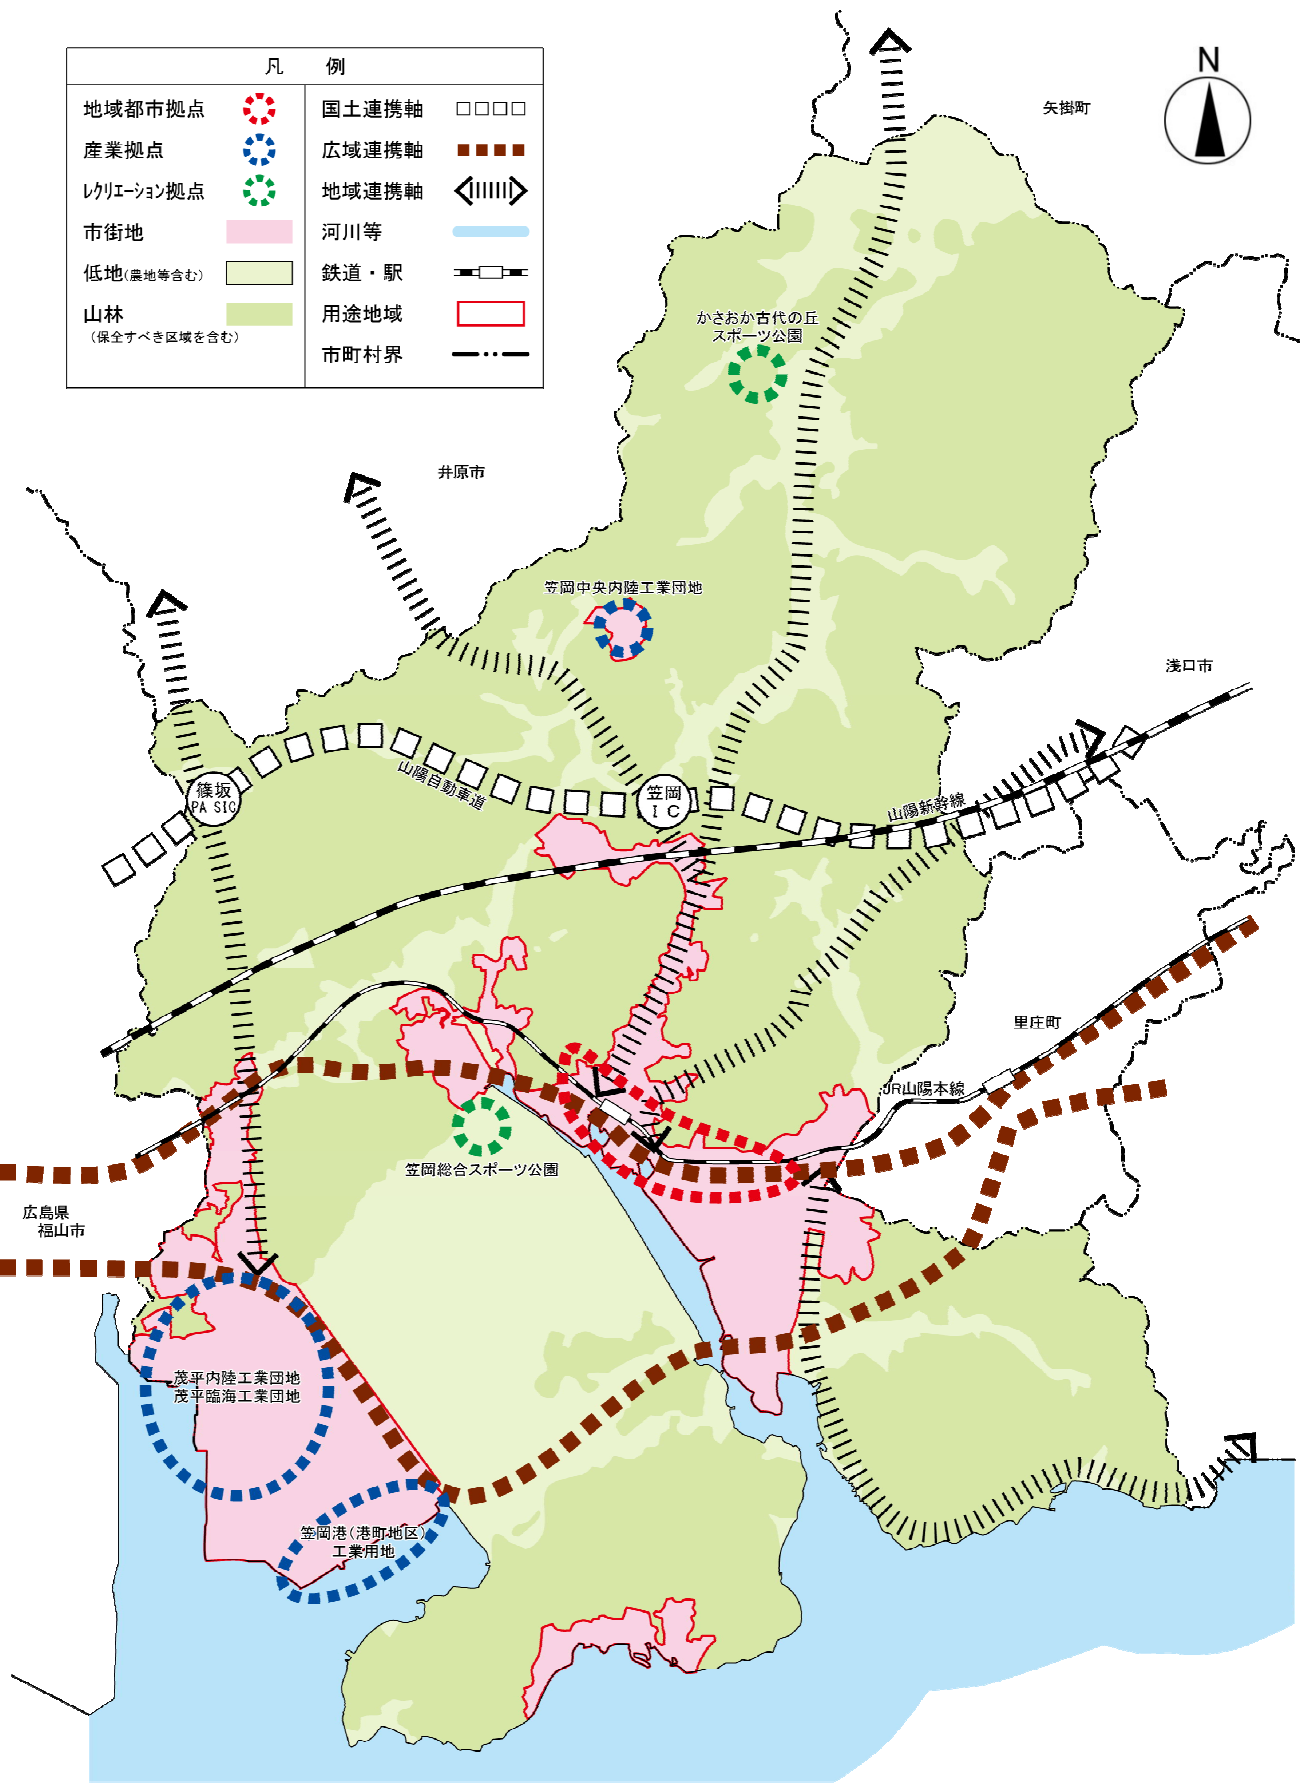 凡 例
地域都市拠点
産業拠点
レクリエーション拠点
市街地
低地(農地等含む)
山林
(保全すべき区域を含む)
国土連携軸
広域連携軸
地域連携軸
河川等
鉄道・駅
用途地域
市町村界
N
矢掛町
かさおか古代の丘
スポーツ公園
井原市
笠岡中央内陸工業団地
浅口市
山陽自動車道
篠坂
PA SIC
笠岡
IC
山陽新幹線
里庄町
JR山陽本線
笠岡総合スポーツ公園
広島県
福山市
茂平内陸工業団地
茂平臨海工業団地
笠岡港(港町地区)
工業用地